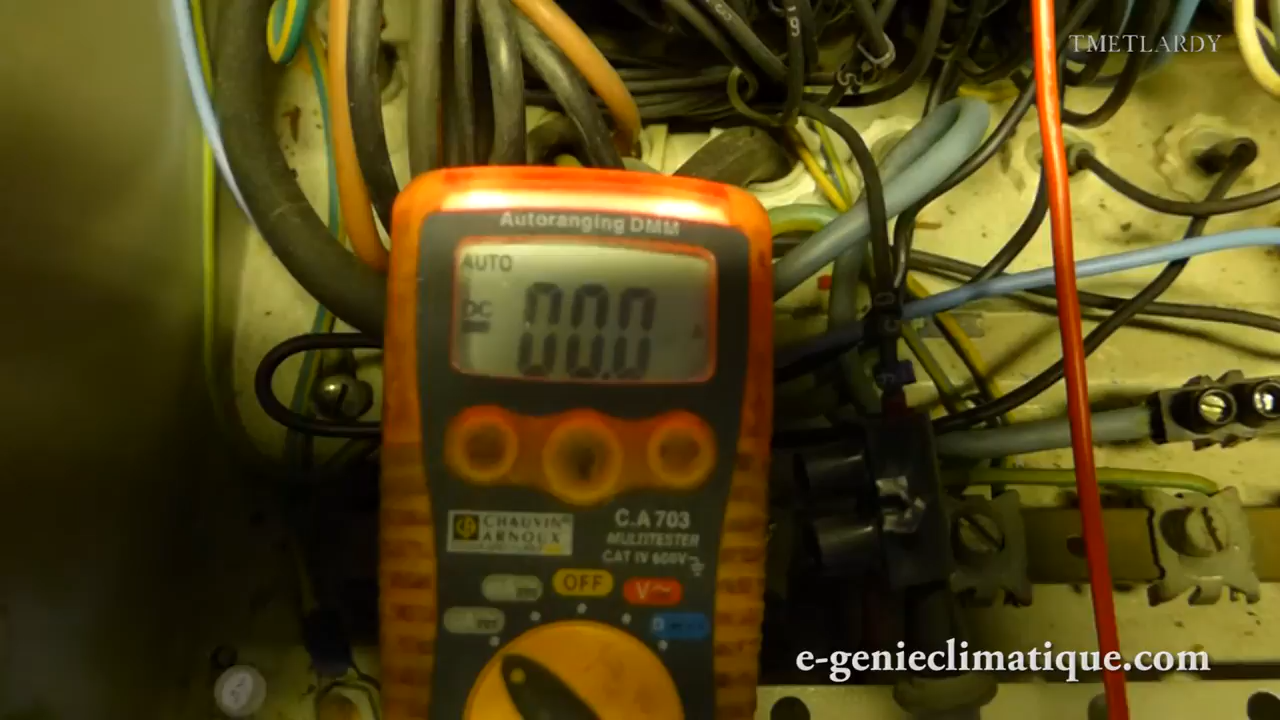 TMETLARDY
Autoranging DMM
AUTO
DC
00.0
CHAUVIN®
ARNOUX
C.A 703
MULTITESTER
CAT IV 600V
OFF
V~
e-genieclimatique.com